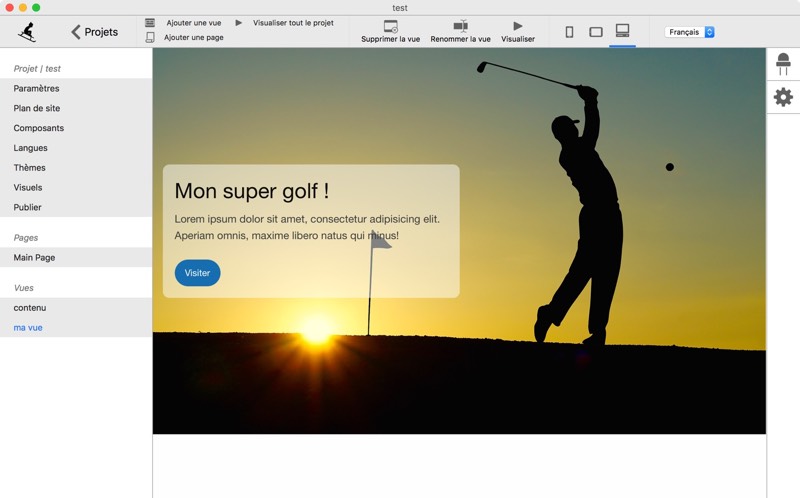 test
Projets
Ajouter une vue
Visualiser tout le projet
Ajouter une page
Supprimer la vue
Renommer la vue
Visualiser
Français
Projet / test
Paramètres
Plan de site
Composants
Langues
Thèmes
Visuels
Publier
Pages
Main Page
Vues
contenu
ma vue
Mon super golf !
Lorem ipsum dolor sit amet, consectetur adipisicing elit.
Aperiam omnis, maxime libero natus qui minus!
Visiter